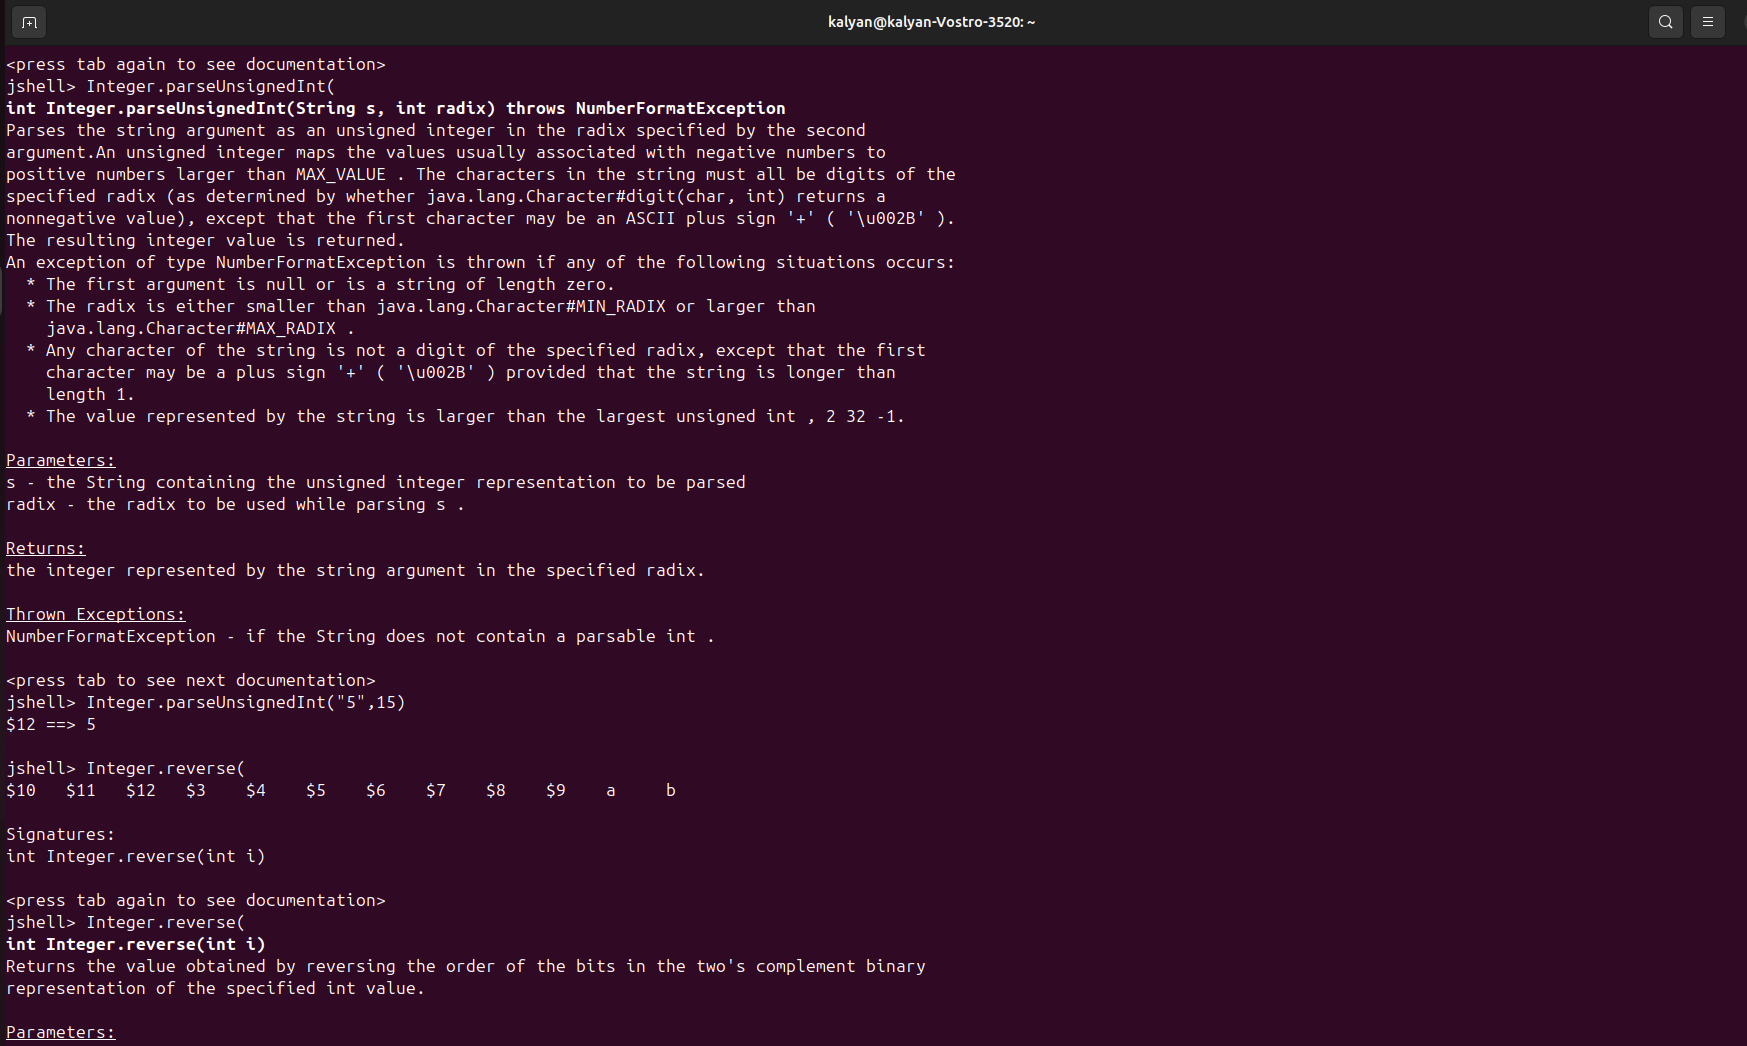 kalyan@kalyan-Vostro-3520: ~
<press tab again to see documentation>
jshell> Integer.parseUnsignedInt(
int Integer.parseUnsignedInt(String s, int radix) throws NumberFormatException
Parses the string argument as an unsigned integer in the radix specified by the second
argument.An unsigned integer maps the values usually associated with negative numbers to
positive numbers larger than MAX_VALUE . The characters in the string must all be digits of the
specified radix (as determined by whether java.lang.Character#digit(char, int) returns a
nonnegative value), except that the first character may be an ASCII plus sign '+' ( '\u002B' ).
The resulting integer value is returned.
An exception of type NumberFormatException is thrown if any of the following situations occurs:
  * The first argument is null or is a string of length zero.
  * The radix is either smaller than java.lang.Character#MIN_RADIX or larger than
    java.lang.Character#MAX_RADIX .
  * Any character of the string is not a digit of the specified radix, except that the first
    character may be a plus sign '+' ( '\u002B' ) provided that the string is longer than
    length 1.
  * The value represented by the string is larger than the largest unsigned int , 2 32 -1.
Parameters:
s - the String containing the unsigned integer representation to be parsed
radix - the radix to be used while parsing s .
Returns:
the integer represented by the string argument in the specified radix.
Thrown Exceptions:
NumberFormatException - if the String does not contain a parsable int .
<press tab to see next documentation>
jshell> Integer.parseUnsignedInt("5",15)
$12 ==> 5
jshell> Integer.reverse(
$10   $11   $12   $3    $4    $5    $6    $7    $8    $9    a     b
Signatures:
int Integer.reverse(int i)
<press tab again to see documentation>
jshell> Integer.reverse(
int Integer.reverse(int i)
Returns the value obtained by reversing the order of the bits in the two's complement binary
representation of the specified int value.
Parameters: